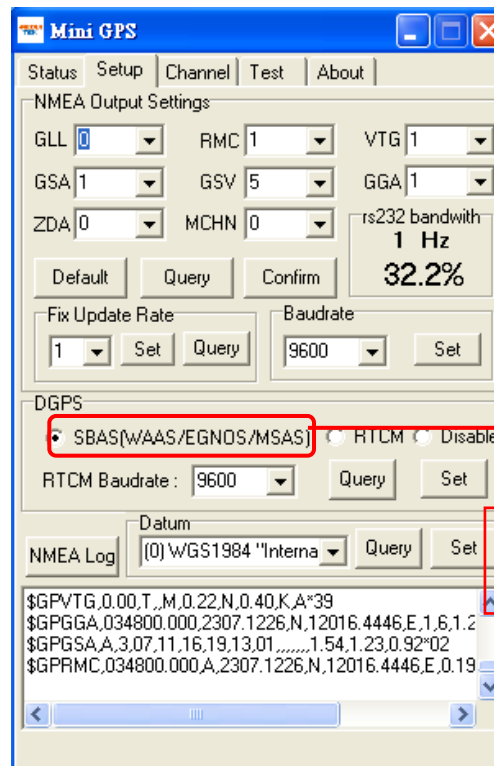 Mini GPS
Status Setup Channel Test About
NMEA Output Settings
GLL 0 RMC 1 VTG 1
GSA 1 GSV 5 GGA 1
ZDA 0 MCHN 0 rs232 bandwith
1 Hz
32.2%
Default Query Confirm
Fix Update Rate Baudrate
1 Set Query 9600 Set
DGPS
SBAS(WAAS/EGNOS/MSAS) RTCM Disable
RTCM Baudrate : 9600 Query Set
Datum
NMEA Log (0) WGS1984 "Interna Query Set
$GPVTG,0.00,T,,M,0.22,N,0.40,K,A*39
$GPGGA,034800.000,2307.1226,N,12016.4446,E,1,6,1.2
$GPGSA,A,3,07,11,16,19,13,01,,,,,,,1.54,1.23,0.92*02
$GPRMC,034800.000,A,2307.1226,N,12016.4446,E,0.19